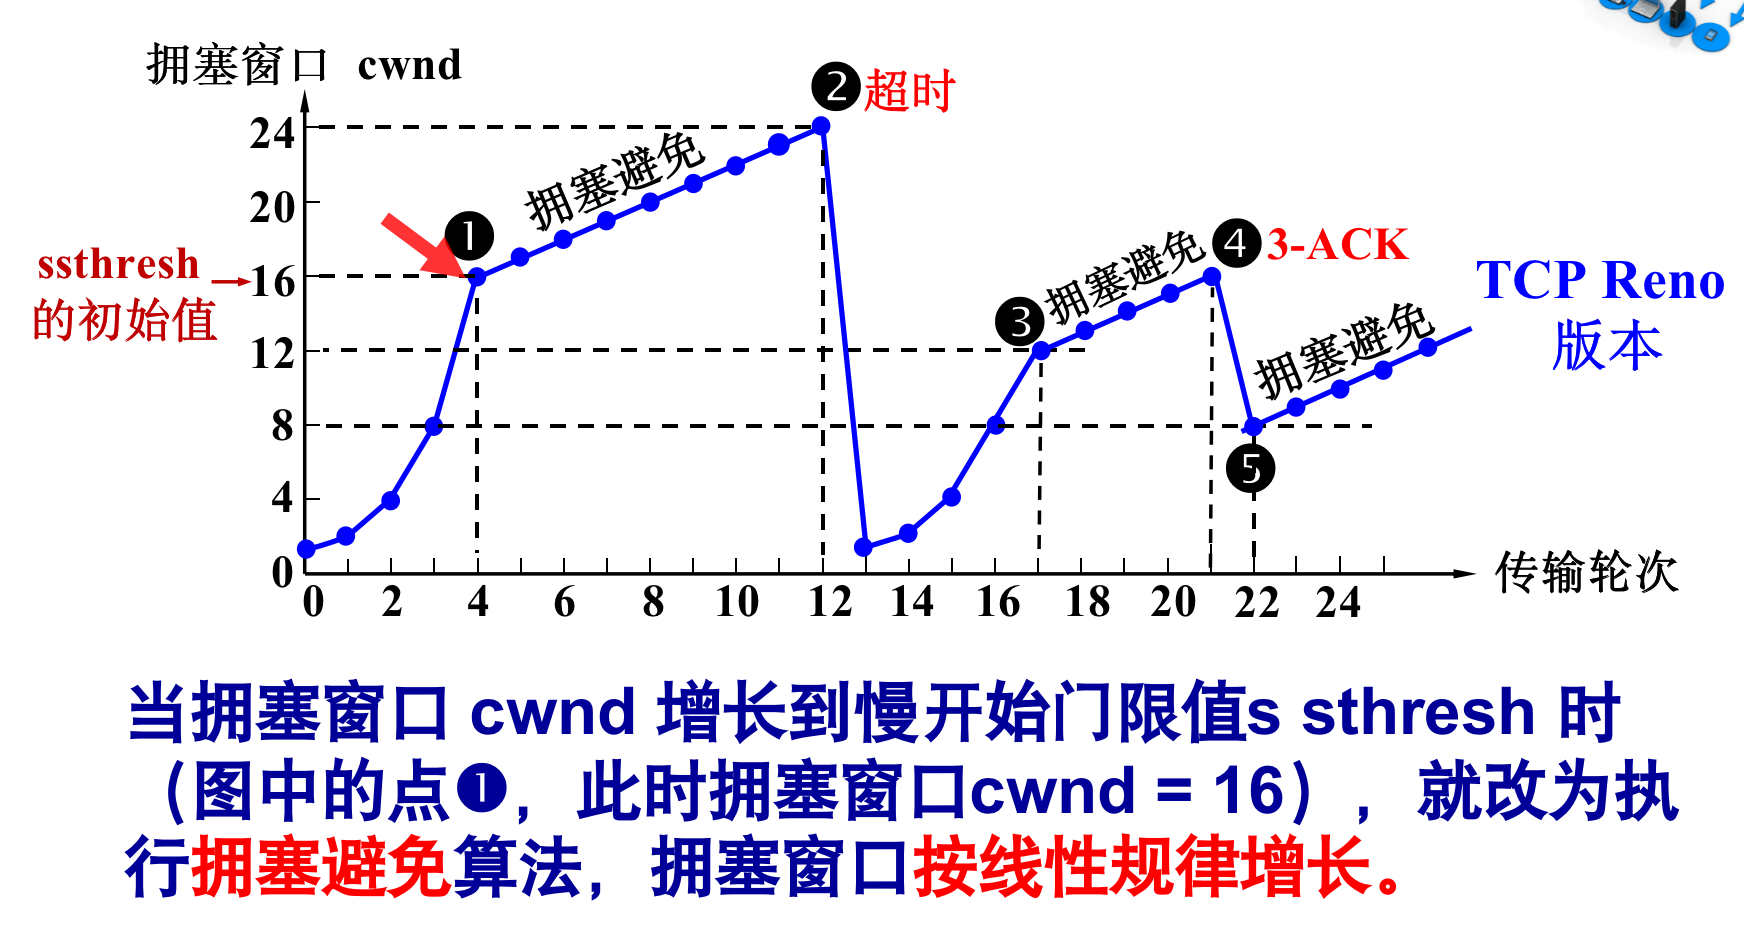 拥塞窗口 cwnd
❷超时
24
拥塞避免
20
❶
ssthresh
的初始值
16
❹3-ACK
拥塞避免
TCP Reno
版本
❸
12
拥塞避免
8
❺
4
0
传输轮次
0 2 4 6 8 10 12 14 16 18 20 22 24
当拥塞窗口 cwnd 增长到慢开始门限值s sthresh 时
（图中的点❶，此时拥塞窗口cwnd = 16），就改为执
行拥塞避免算法，拥塞窗口按线性规律增长。